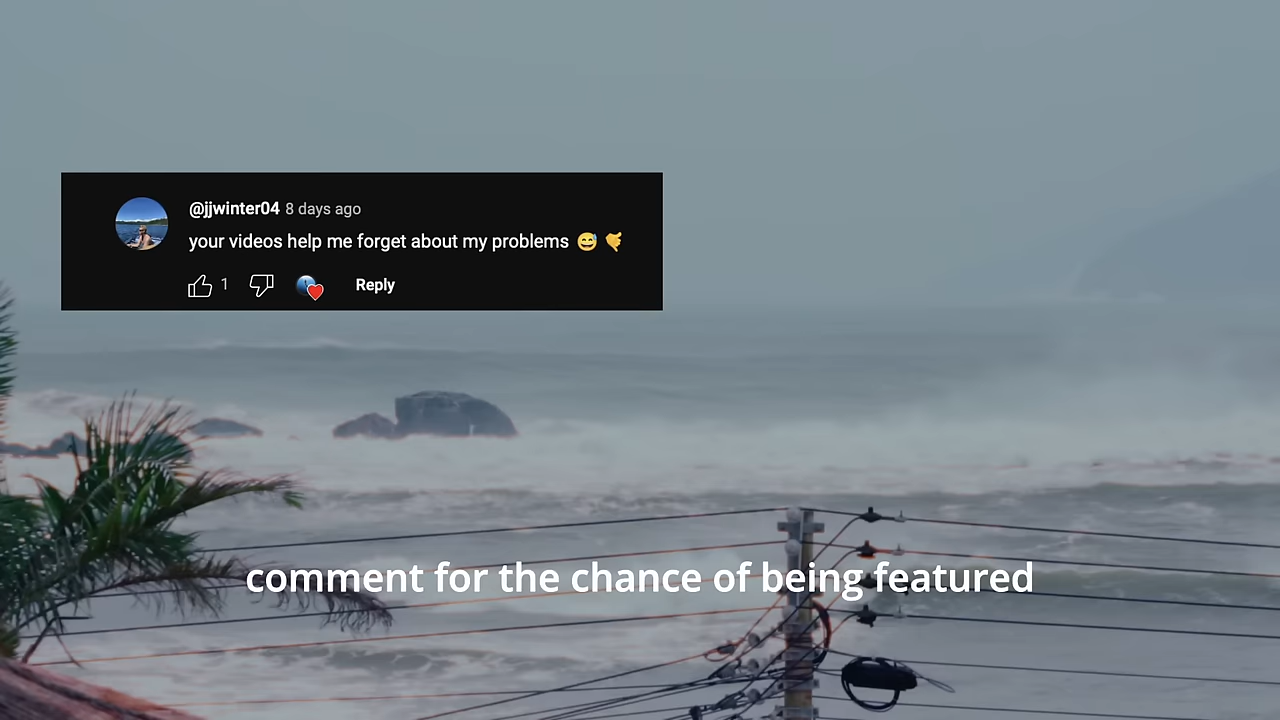 @jjwinter04 8 days ago
your videos help me forget about my problems 😅 🤙
1
Reply
comment for the chance of being featured